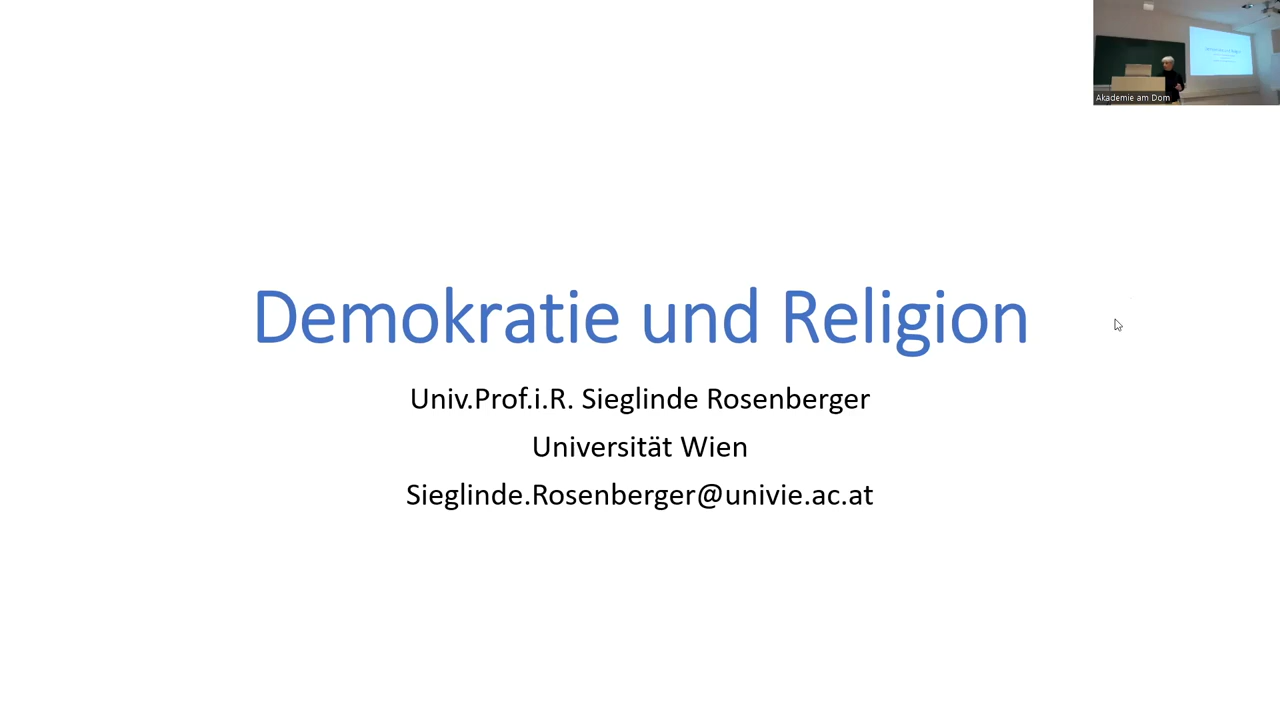 Akademie am Dom
Demokratie und Religion
Univ.Prof.i.R. Sieglinde Rosenberger
Universität Wien
Sieglinde.Rosenberger@univie.ac.at